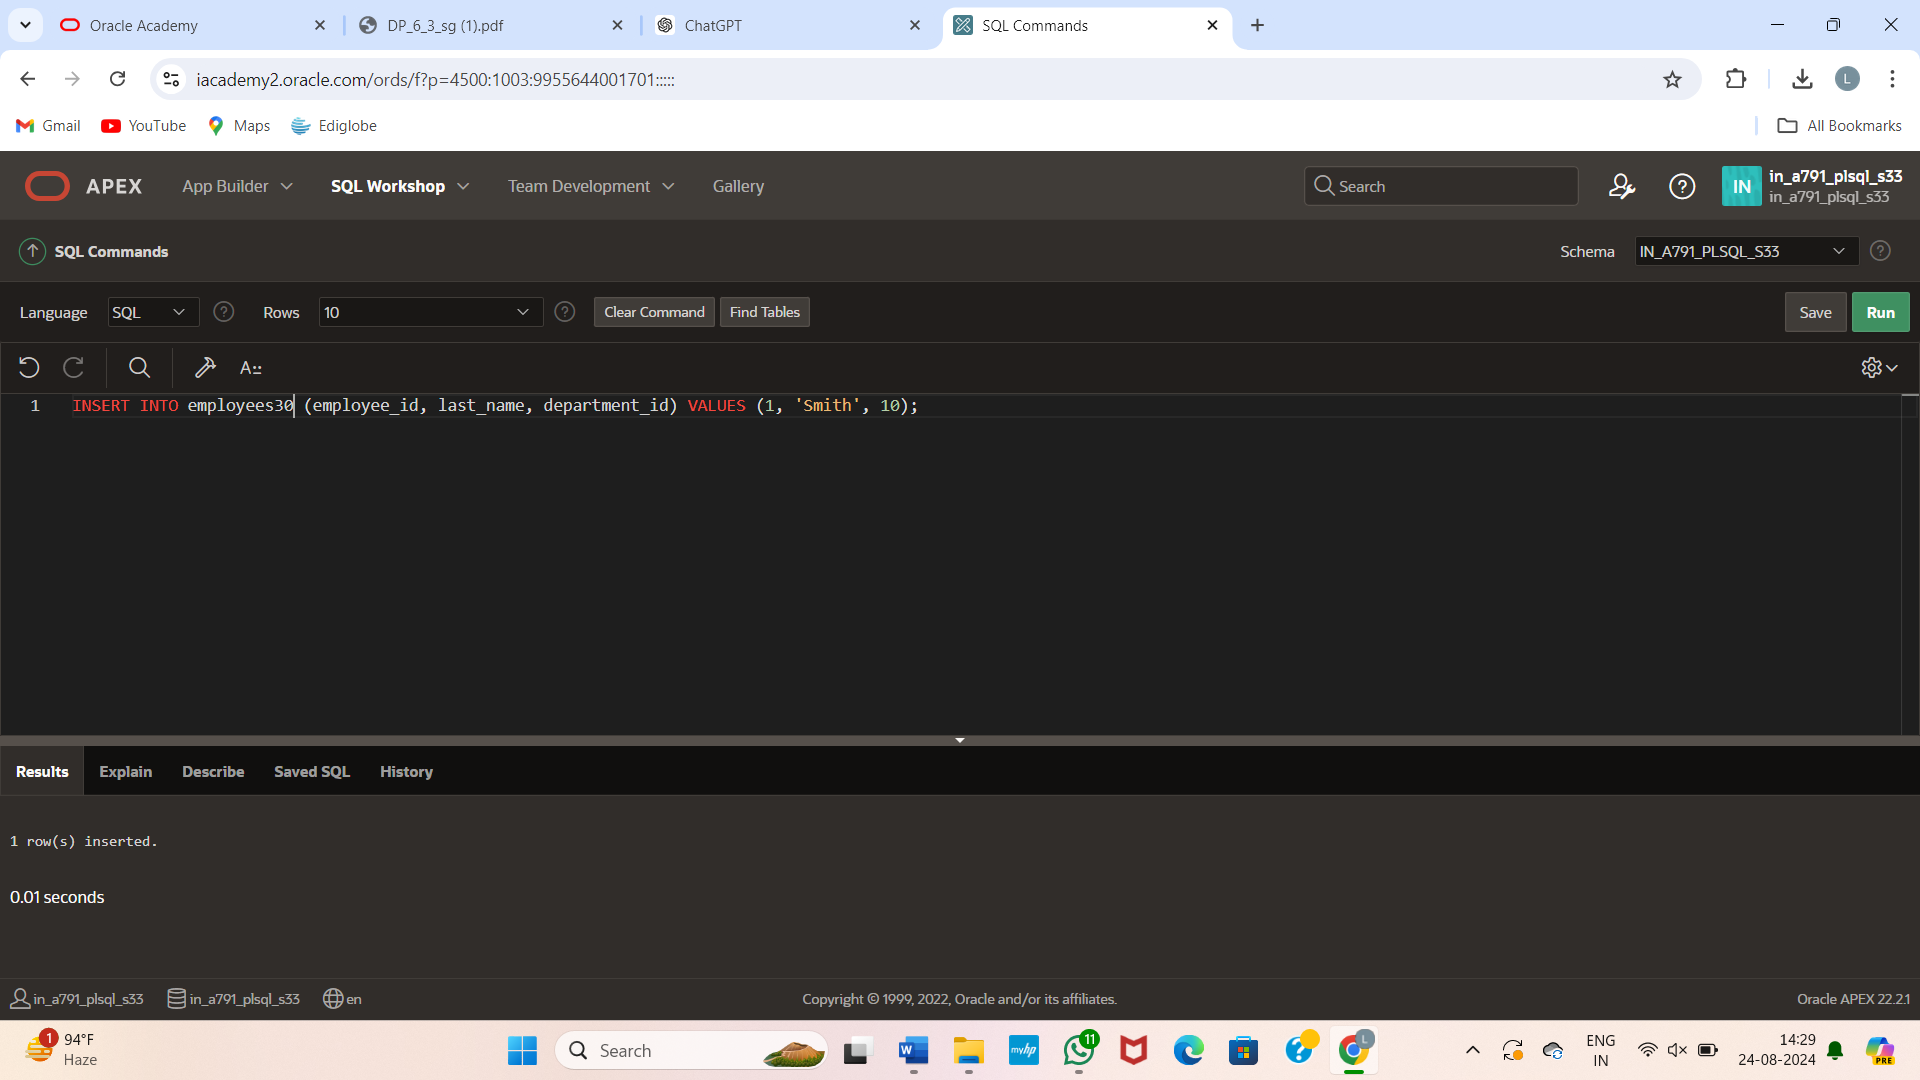 Oracle Academy
DP_6_3_sg (1).pdf
ChatGPT
SQL Commands
iacademy2.oracle.com/ords/f?p=4500:1003:9955644001701:::::
L
Gmail
YouTube
Maps
Ediglobe
All Bookmarks
APEX
App Builder
SQL Workshop
Team Development
Gallery
Search
IN
in_a791_plsql_s33
in_a791_plsql_s33
SQL Commands
Schema
IN_A791_PLSQL_S33
Language
SQL
Rows
10
Clear Command
Find Tables
Save
Run
A
1
INSERT INTO employees30 (employee_id, last_name, department_id) VALUES (1, 'Smith', 10);
Results
Explain
Describe
Saved SQL
History
1 row(s) inserted.
0.01 seconds
in_a791_plsql_s33
in_a791_plsql_s33
en
Copyright © 1999, 2022, Oracle and/or its affiliates.
Oracle APEX 22.2.1
1
94°F
Haze
Search
W
myhp
11
L
ENG
IN
14:29
24-08-2024
PRE